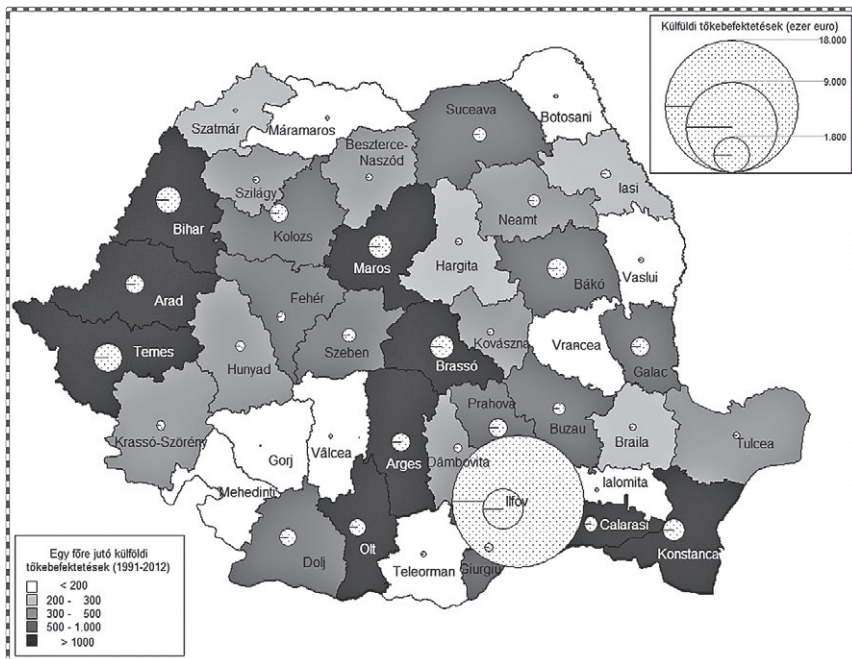 Külföldi tőkebefektetések (ezer euro)
18.000
9.000
1.800
Suceava
Botosani
Szatmár
Máramaros
Beszterce-
Naszód
Iasi
Szilágy
Neamt
Bihar
Kolozs
Maros
Hargita
Bákó
Vaslui
Arad
Fehér
Temes
Hunyad
Szeben
Brassó
Kovászna
Vrancea
Galac
Krassó-Szörény
Prahova
Buzau
Braila
Tulcea
Gorj
Vâlcea
Arges
Dâmbovita
Mehedinti
Ilfov
Ialomita
Calarasi
Konstanca
Dolj
Olt
Teleorman
Giurgiu
Egy főre jutó külföldi
tőkebefektetések (1991-2012)
< 200
200 - 300
300 - 500
500 - 1.000
> 1000